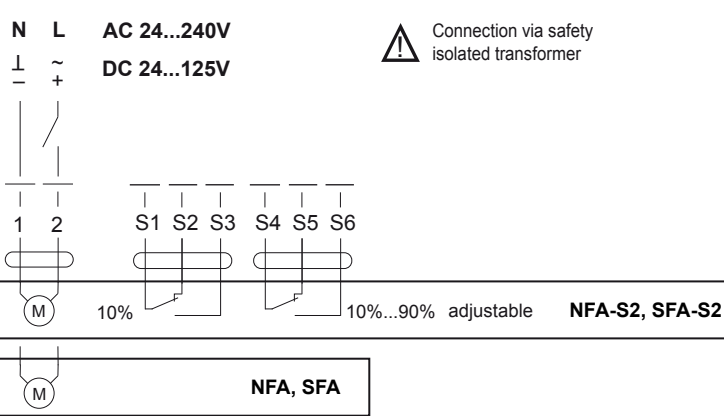 N L AC 24...240V
⊥ ~ DC 24...125V
– +
Connection via safety
isolated transformer
1 2 S1 S2 S3 S4 S5 S6
M 10% 10%...90% adjustable NFA-S2, SFA-S2
M NFA, SFA